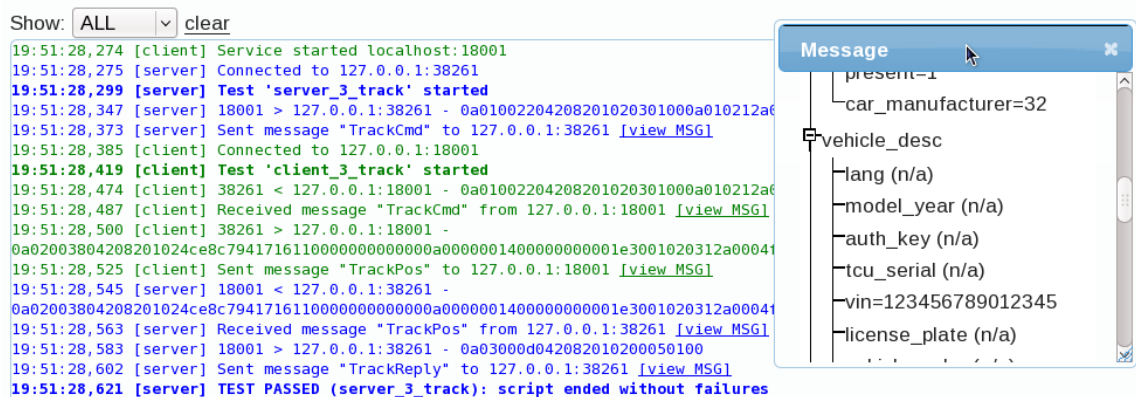 Show: ALL clear
19:51:28,274 [client] Service started localhost:18001
19:51:28,275 [server] Connected to 127.0.0.1:38261
19:51:28,299 [server] Test 'server_3_track' started
19:51:28,347 [server] 18001 > 127.0.0.1:38261 - 0a01002204208201020301000a010212a0
19:51:28,373 [server] Sent message "TrackCmd" to 127.0.0.1:38261 [view MSG]
19:51:28,385 [client] Connected to 127.0.0.1:18001
19:51:28,419 [client] Test 'client_3_track' started
19:51:28,474 [client] 38261 < 127.0.0.1:18001 - 0a01002204208201020301000a010212a0
19:51:28,487 [client] Received message "TrackCmd" from 127.0.0.1:18001 [view MSG]
19:51:28,500 [client] 38261 > 127.0.0.1:18001 -
0a02003804208201024ce8c79417161100000000000000a0000001400000000001e3001020312a0004f
19:51:28,525 [client] Sent message "TrackPos" to 127.0.0.1:18001 [view MSG]
19:51:28,545 [server] 18001 < 127.0.0.1:38261 -
0a02003804208201024ce8c79417161100000000000000a0000001400000000001e3001020312a0004f
19:51:28,563 [server] Received message "TrackPos" from 127.0.0.1:38261 [view MSG]
19:51:28,583 [server] 18001 > 127.0.0.1:38261 - 0a03000d042082010200050100
19:51:28,602 [server] Sent message "TrackReply" to 127.0.0.1:38261 [view MSG]
19:51:28,621 [server] TEST PASSED (server_3_track): script ended without failures
Message
present=1
car_manufacturer=32
vehicle_desc
lang (n/a)
model_year (n/a)
auth_key (n/a)
tcu_serial (n/a)
vin=123456789012345
license_plate (n/a)